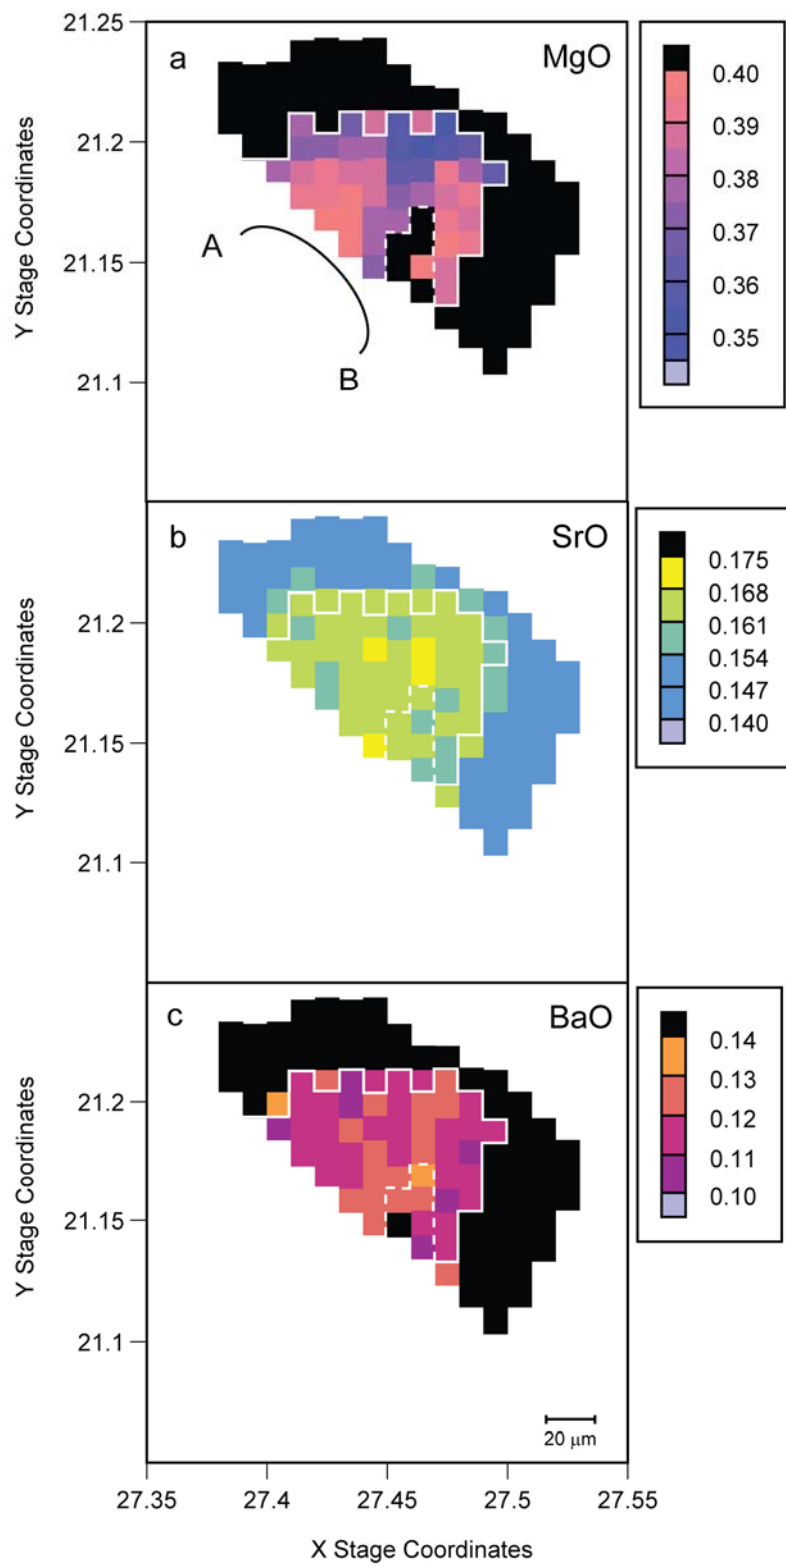 a
MgO
21.25
21.2
21.15
21.1
Y Stage Coordinates
A
B
0.40
0.39
0.38
0.37
0.36
0.35
b
SrO
21.2
21.15
21.1
Y Stage Coordinates
0.175
0.168
0.161
0.154
0.147
0.140
c
BaO
21.2
21.15
21.1
Y Stage Coordinates
0.14
0.13
0.12
0.11
0.10
20 μm
27.35
27.4
27.45
27.5
27.55
X Stage Coordinates